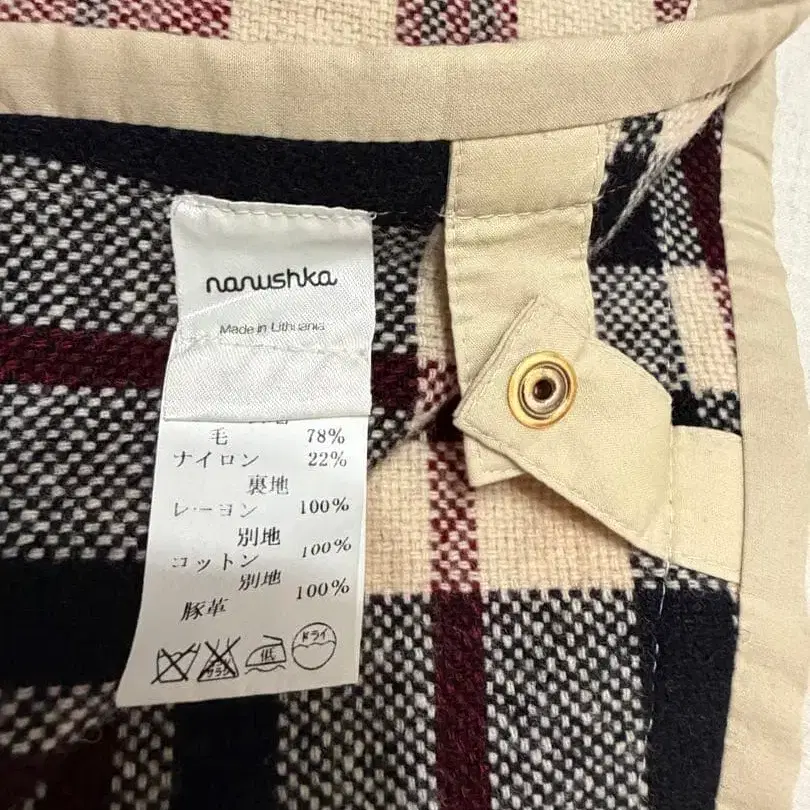 nanushka
Made in Lithuania
毛 78%
ナイロン 22%
裏地
レーヨン 100%
別地
コットン 100%
別地
豚革 100%
低
ドライ